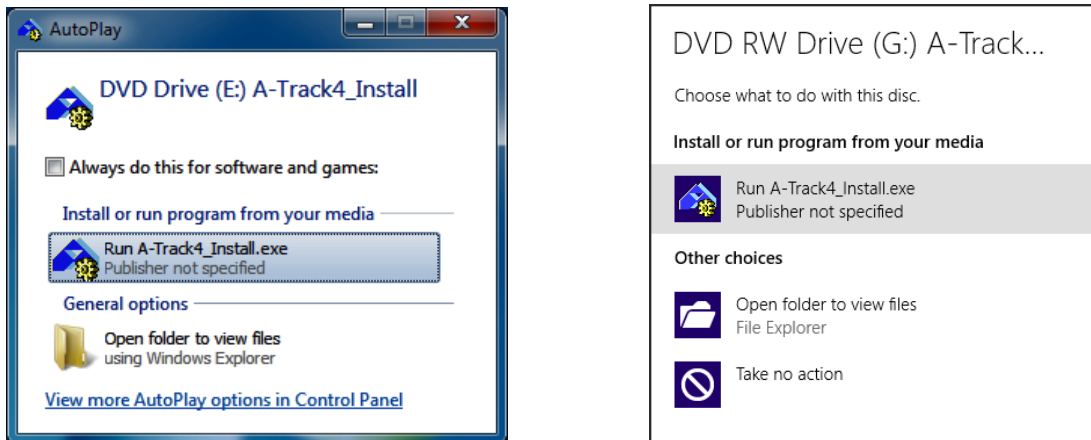 AutoPlay
DVD Drive (E:) A-Track4_Install
Always do this for software and games:
Install or run program from your media
Run A-Track4_Install.exe
Publisher not specified
General options
Open folder to view files
using Windows Explorer
View more AutoPlay options in Control Panel
DVD RW Drive (G:) A-Track...
Choose what to do with this disc.
Install or run program from your media
Run A-Track4_Install.exe
Publisher not specified
Other choices
Open folder to view files
File Explorer
Take no action